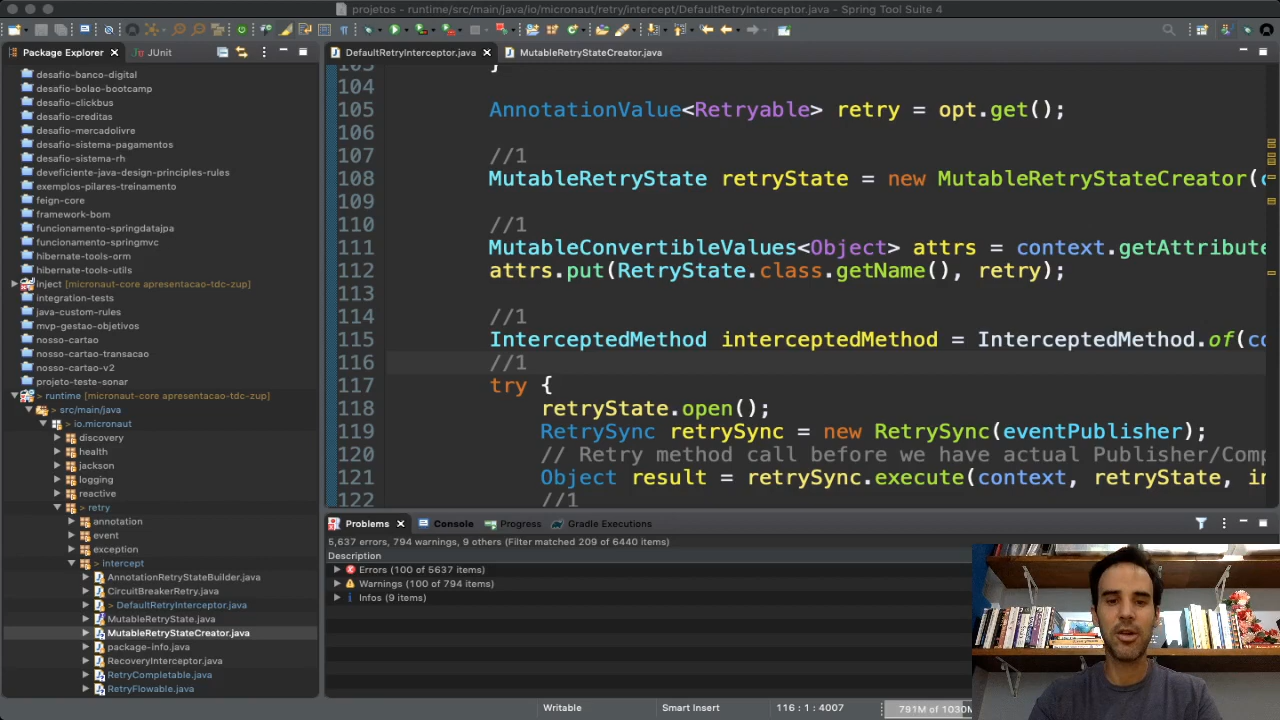 projetos - runtime/src/main/java/io/micronaut/retry/intercept/DefaultRetryInterceptor.java - Spring Tool Suite 4
Package Explorer
JUnit
desafio-banco-digital
desafio-bolao-bootcamp
desafio-clickbus
desafio-creditas
desafio-mercadolivre
desafio-sistema-pagamentos
desafio-sistema-rh
deveficiente-java-design-principles-rules
exemplos-pilares-treinamento
feign-core
framework-bom
funcionamento-springdatajpa
funcionamento-springmvc
hibernate-tools-orm
hibernate-tools-utils
inject [micronaut-core apresentacao-tdc-zup]
integration-tests
java-custom-rules
mvp-gestao-objetivos
nosso-cartao
nosso-cartao-transacao
nosso-cartao-v2
projeto-teste-sonar
> runtime [micronaut-core apresentacao-tdc-zup]
> src/main/java
> io.micronaut
discovery
health
jackson
logging
reactive
> retry
annotation
event
exception
> intercept
AnnotationRetryStateBuilder.java
CircuitBreakerRetry.java
> DefaultRetryInterceptor.java
MutableRetryState.java
MutableRetryStateCreator.java
package-info.java
RecoveryInterceptor.java
RetryCompletable.java
RetryFlowable.java
DefaultRetryInterceptor.java
MutableRetryStateCreator.java
103 }
104
105 AnnotationValue<Retryable> retry = opt.get();
106
107 //1
108 MutableRetryState retryState = new MutableRetryStateCreator(
109
110 //1
111 MutableConvertibleValues<Object> attrs = context.getAttribute
112 attrs.put(RetryState.class.getName(), retry);
113
114 //1
115 InterceptedMethod interceptedMethod = InterceptedMethod.of(co
116 //1
117 try {
118 retryState.open();
119 RetrySync retrySync = new RetrySync(eventPublisher);
120 // Retry method call before we have actual Publisher/Comp
121 Object result = retrySync.execute(context, retryState, in
122 //1
Problems
Console
Progress
Gradle Executions
5,637 errors, 794 warnings, 9 others (Filter matched 209 of 6440 items)
Description
Errors (100 of 5637 items)
Warnings (100 of 794 items)
Infos (9 items)
Writable
Smart Insert
116 : 1 : 4007
791M of 1030M